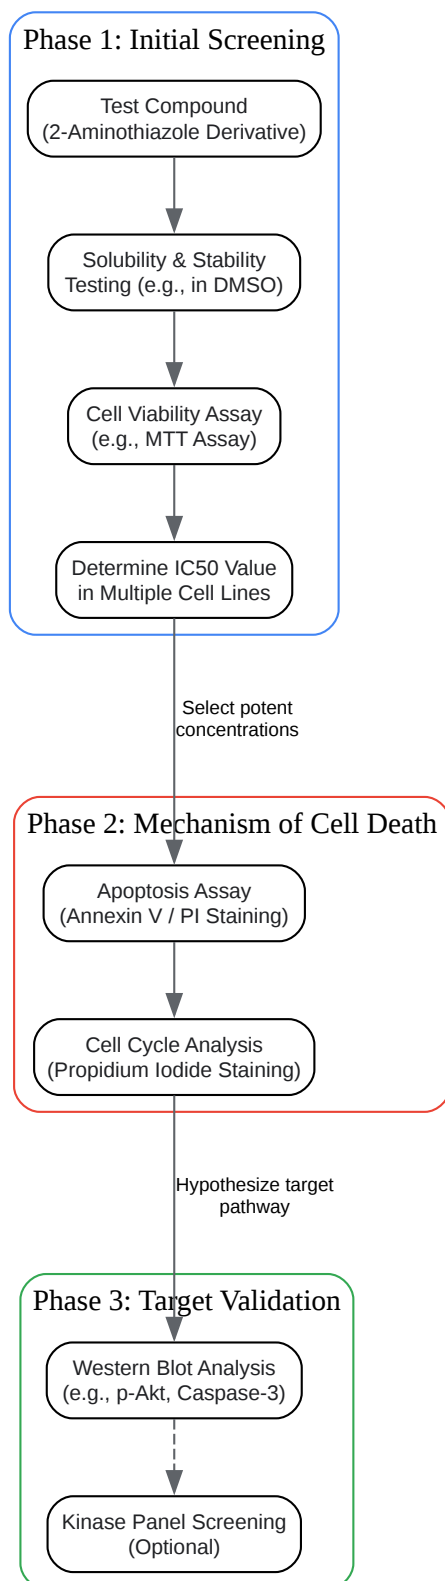 Phase 1: Initial Screening
Test Compound
(2-Aminothiazole Derivative)
Solubility & Stability
Testing (e.g., in DMSO)
Cell Viability Assay
(e.g., MTT Assay)
Determine IC50 Value
in Multiple Cell Lines
Select potent
concentrations
Phase 2: Mechanism of Cell Death
Apoptosis Assay
(Annexin V / PI Staining)
Cell Cycle Analysis
(Propidium Iodide Staining)
Hypothesize target
pathway
Phase 3: Target Validation
Western Blot Analysis
(e.g., p-Akt, Caspase-3)
Kinase Panel Screening
(Optional)